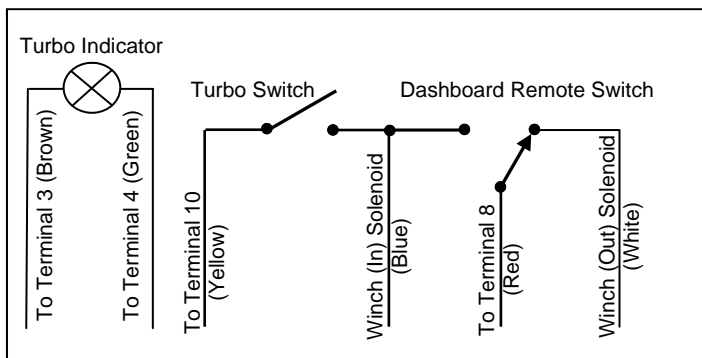 Turbo Indicator
Turbo Switch
Dashboard Remote Switch
To Terminal 3 (Brown)
To Terminal 4 (Green)
To Terminal 10
(Yellow)
Winch (In) Solenoid
(Blue)
To Terminal 8
(Red)
Winch (Out) Solenoid
(White)